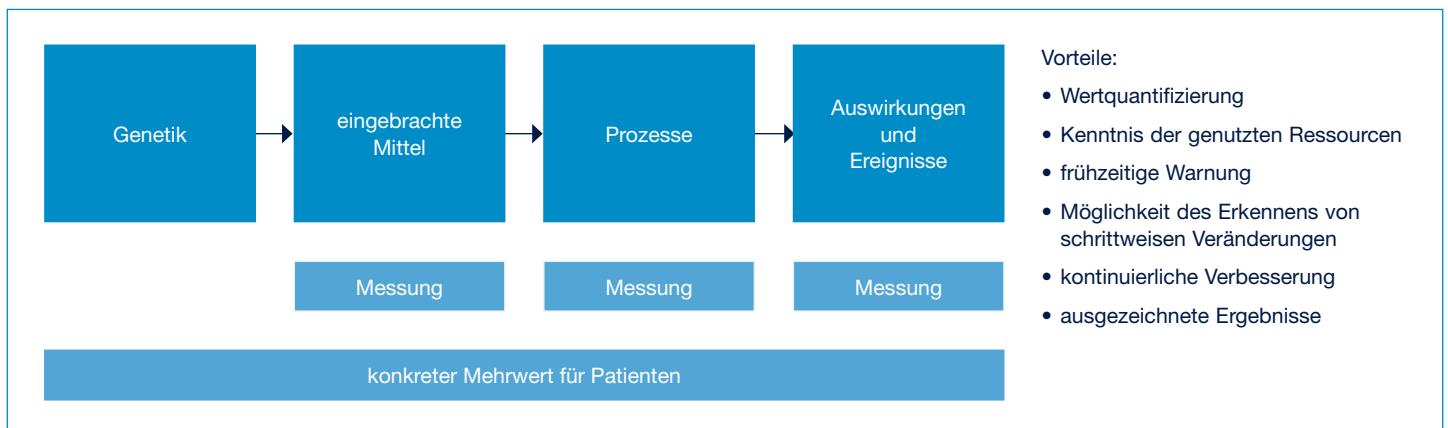 Genetik
eingebrachte
Mittel
Prozesse
Auswirkungen
und
Ereignisse
Messung
Messung
Messung
konkreter Mehrwert für Patienten
Vorteile:
• Wertquantifizierung
• Kenntnis der genutzten Ressourcen
• frühzeitige Warnung
• Möglichkeit des Erkennens von
schrittweisen Veränderungen
• kontinuierliche Verbesserung
• ausgezeichnete Ergebnisse